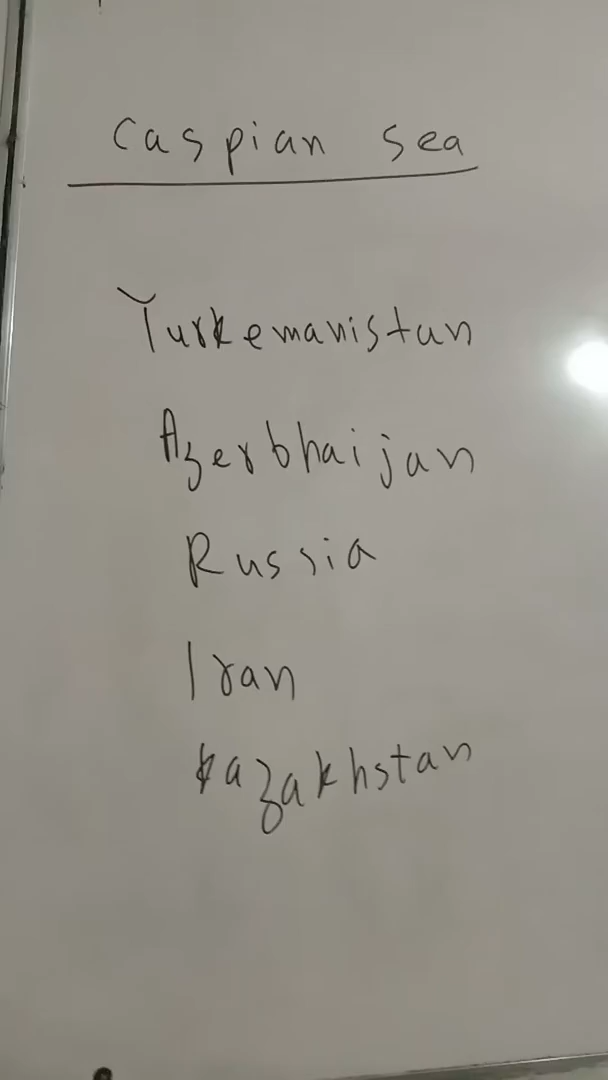 Caspian sea
Turkemanistan
Azerbhaijan
Russia
Iran
Kazakhstan